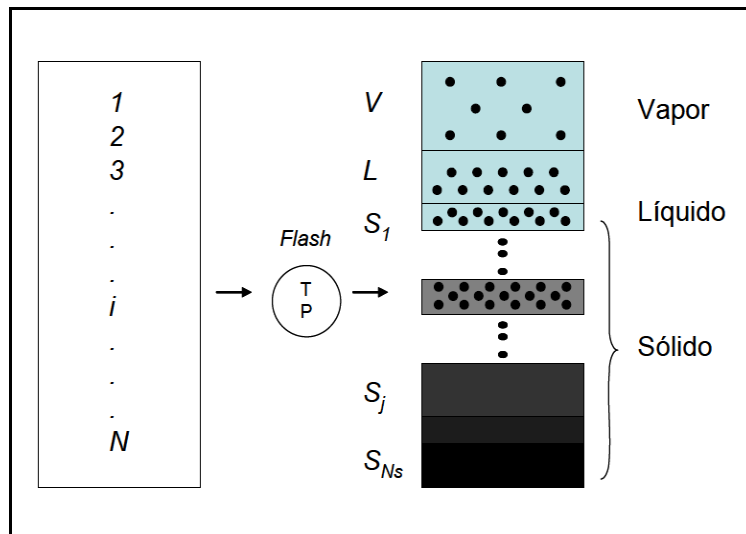 1
2
3
.
.
.
i
.
.
.
N
Flash
T
P
V
L
S1
Sj
SNs
Vapor
Líquido
Sólido